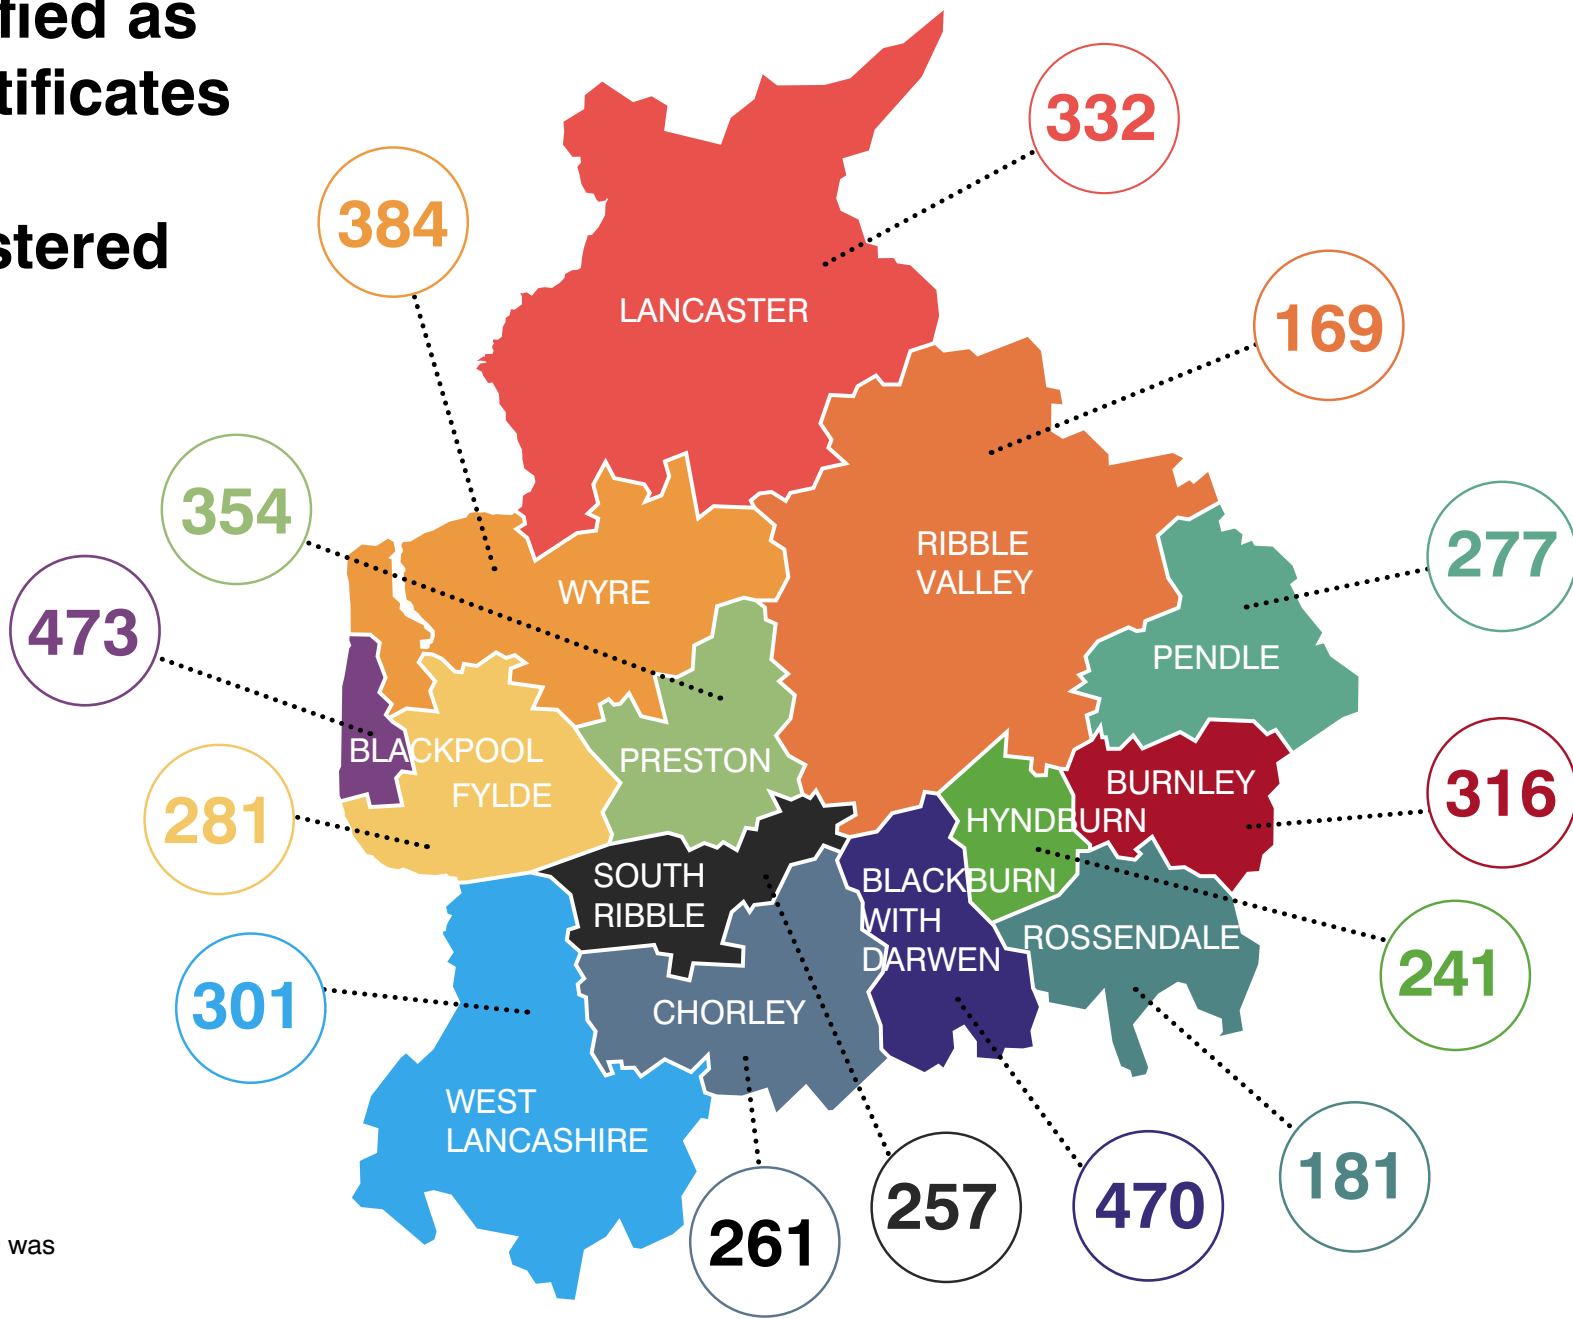 fied as
tificates
stered
332
384
LANCASTER
169
354
RIBBLE
VALLEY
277
WYRE
473
PENDLE
BLACKPOOL
PRESTON
FYLDE
BURNLEY
316
281
HYNDBURN
SOUTH
RIBBLE
BLACKBURN
WITH
DARWEN
ROSSENDALE
241
301
CHORLEY
WEST
LANCASHIRE
181
257
470
261
was